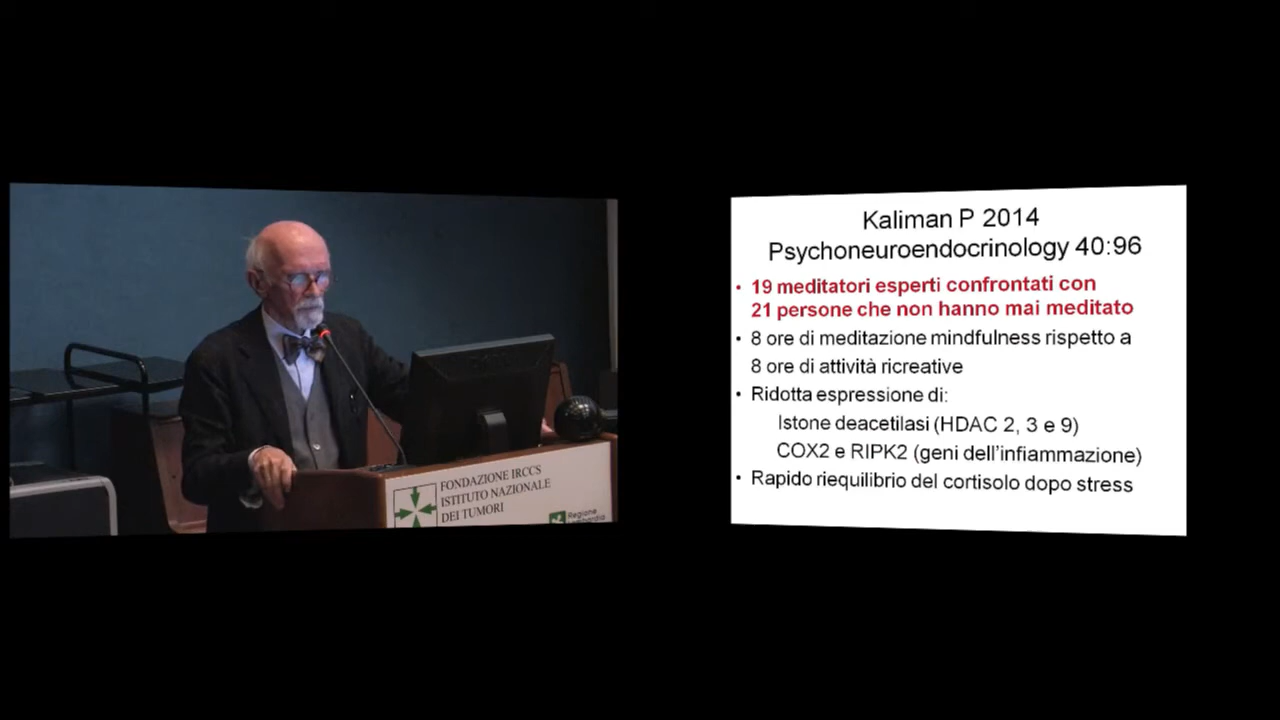 FONDAZIONE IRCCS
ISTITUTO NAZIONALE
DEI TUMORI
Regione
Lombardia
Kaliman P 2014
Psychoneuroendocrinology 40:96
• 19 meditatori esperti confrontati con
21 persone che non hanno mai meditato
• 8 ore di meditazione mindfulness rispetto a
8 ore di attività ricreative
• Ridotta espressione di:
Istone deacetilasi (HDAC 2, 3 e 9)
COX2 e RIPK2 (geni dell'infiammazione)
• Rapido riequilibrio del cortisolo dopo stress